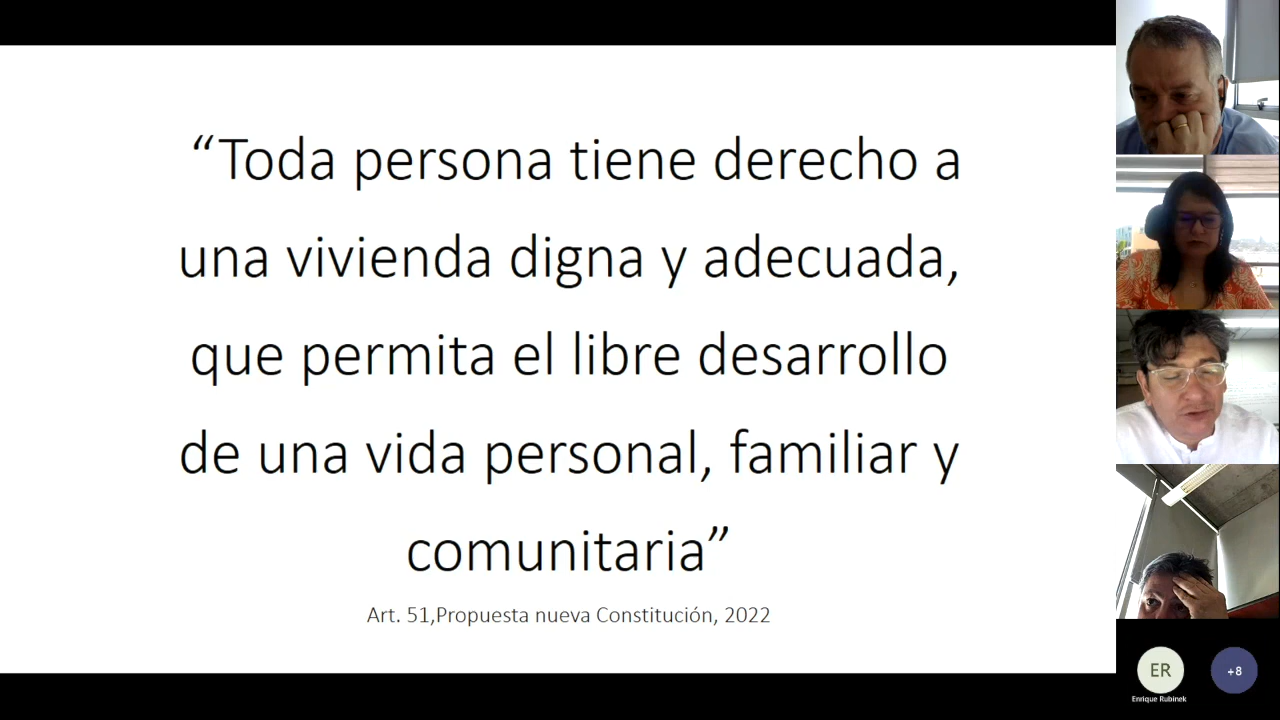 “Toda persona tiene derecho a
una vivienda digna y adecuada,
que permita el libre desarrollo
de una vida personal, familiar y
comunitaria”
Art. 51,Propuesta nueva Constitución, 2022
ER
+8
Enrique Rubinek